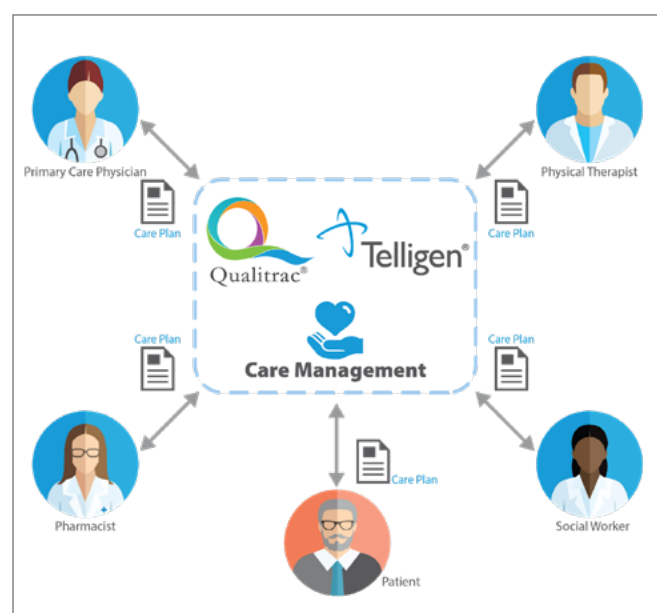 Primary Care Physician
Physical Therapist
Care Plan
Care Plan
Qualitrac®
Telligen®
Care Management
Care Plan
Care Plan
Pharmacist
Care Plan
Social Worker
Patient